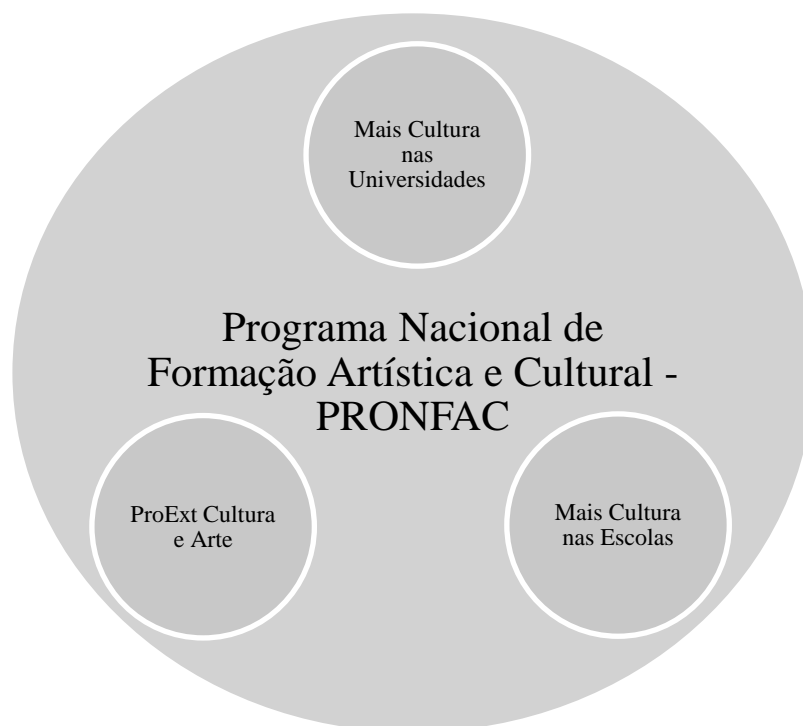 Mais Cultura
nas
Universidades
Programa Nacional de
Formação Artística e Cultural -
PRONFAC
ProExt Cultura
e Arte
Mais Cultura
nas Escolas